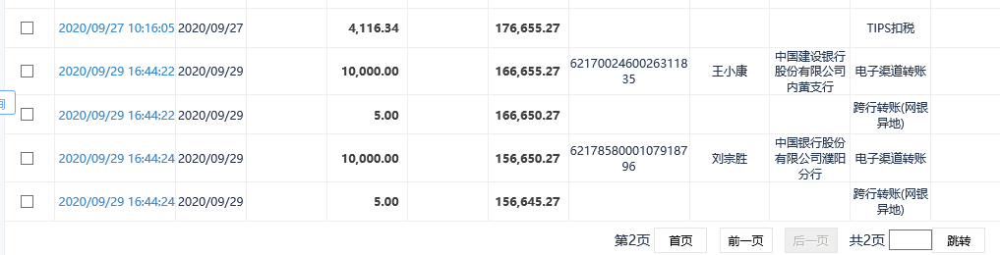 2020/09/27 10:16:05 2020/09/27 4,116.34 176,655.27 TIPS扣税
2020/09/29 16:44:22 2020/09/29 10,000.00 166,655.27 62170024600263118 王小康 中国建设银行 电子渠道转账
35 股份有限公司
内黄支行
询
2020/09/29 16:44:22 2020/09/29 5.00 166,650.27 跨行转账(网银
异地)
2020/09/29 16:44:24 2020/09/29 10,000.00 156,650.27 62178580001079187 刘宗胜 中国银行股份 电子渠道转账
96 有限公司濮阳
分行
2020/09/29 16:44:24 2020/09/29 5.00 156,645.27 跨行转账(网银
异地)
第2页 首页 前一页 后一页 共2页 跳转